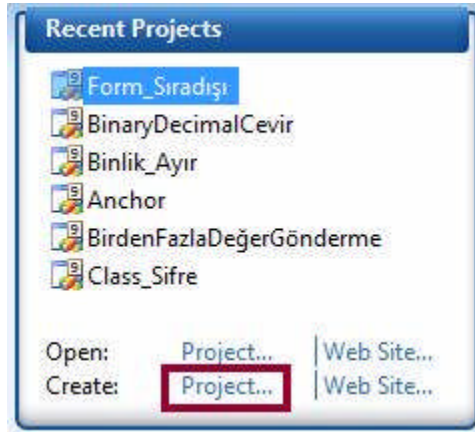 Recent Projects
Form_Sıradışı
BinaryDecimalCevir
Binlik_Ayır
Anchor
BirdenFazlaDeğerGönderme
Class_Sifre
Open: Project... Web Site...
Create: Project... Web Site...